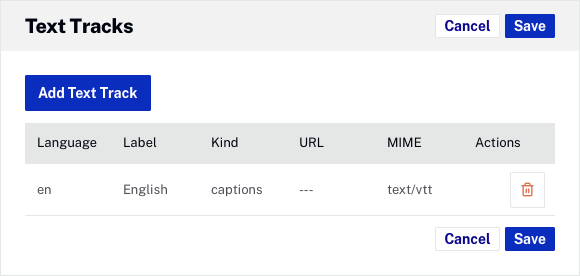 Text Tracks Cancel Save
Add Text Track
Language Label Kind URL MIME Actions
en English captions --- text/vtt
Cancel Save